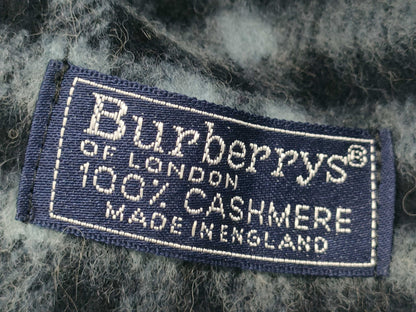 Burberrys®
OF LONDON
100% CASHMERE
MADE IN ENGLAND